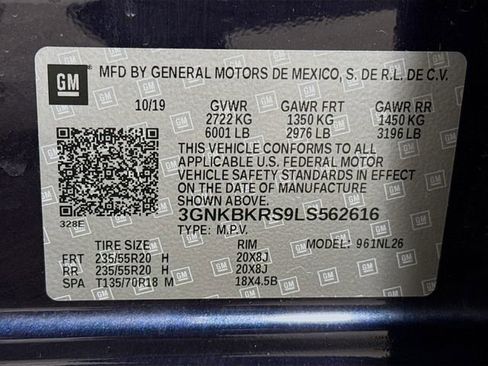 GM
MFD BY GENERAL MOTORS DE MEXICO, S. DE R.L. DE C.V.
10/19 GVWR GAWR FRT GAWR RR
2722 KG 1350 KG 1450 KG
6001 LB 2976 LB 3196 LB
THIS VEHICLE CONFORMS TO ALL
APPLICABLE U.S. FEDERAL MOTOR
VEHICLE SAFETY STANDARDS IN EFFECT
ON THE DATE OF MANUFACTURE
SHOWN ABOVE.
3GNKBKRS9LS562616
328E TYPE: M.P.V.
TIRE SIZE RIM MODEL: 961NL26
FRT 235/55R20 H 20X8J
RR 235/55R20 H 20X8J
SPA T135/70R18 M 18X4.5B